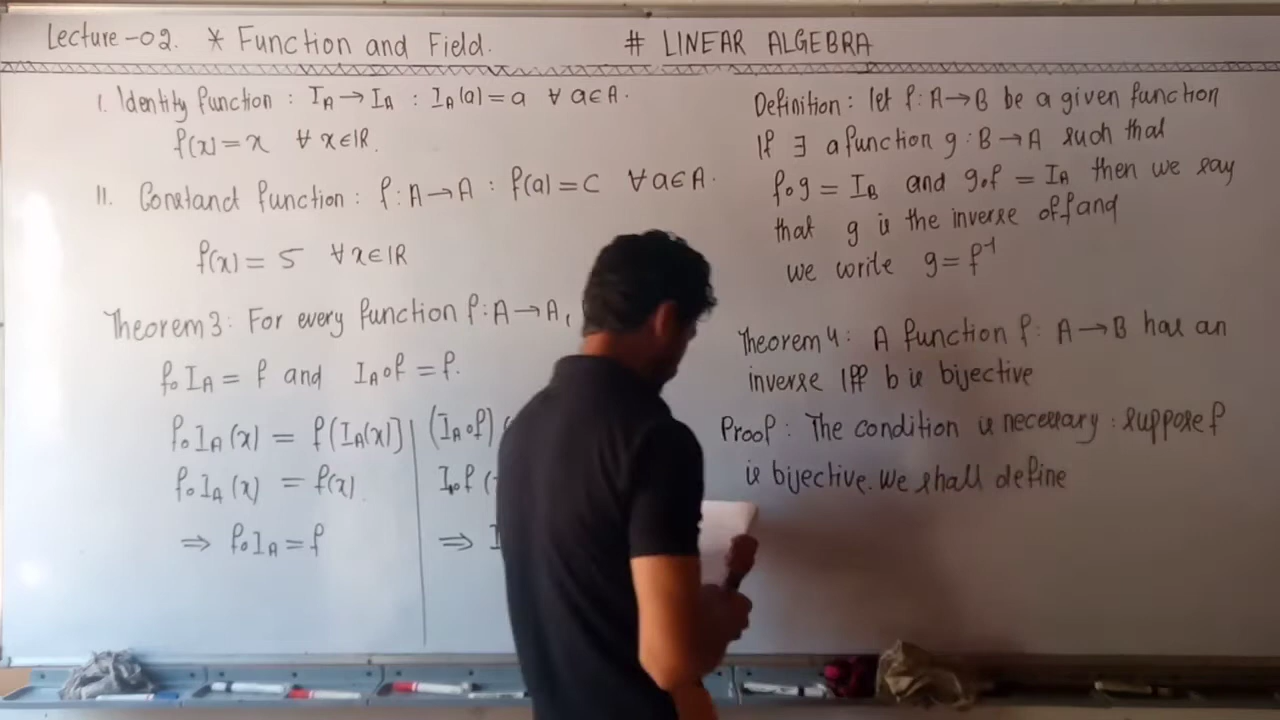 Lecture-02. * Function and Field. # LINEAR ALGEBRA
I. Identity function : I_A → I_A : I_A(a) = a ∀ a∈A.
f(x) = x ∀ x∈IR.
II. Constanct function : f : A → A : f(a) = C ∀ a∈A.
f(x) = 5 ∀ x∈IR
Theorem 3: For every function f : A → A,
f∘I_A = f and I_A∘f = f.
f∘I_A(x) = f(I_A(x)]
f∘I_A(x) = f(x).
⇒ f∘I_A = f
(I_A∘f)
I_A∘f (
⇒ I
Definition: let f : A → B be a given function
If ∃ a function g : B → A such that
f∘g = I_B and g∘f = I_A then we say
that g is the inverse of f and
we write g = f^-1
Theorem 4: A function f: A → B has an
inverse Iff b is bijective
Proof: The condition is necessary : suppose f
is bijective. We shall define